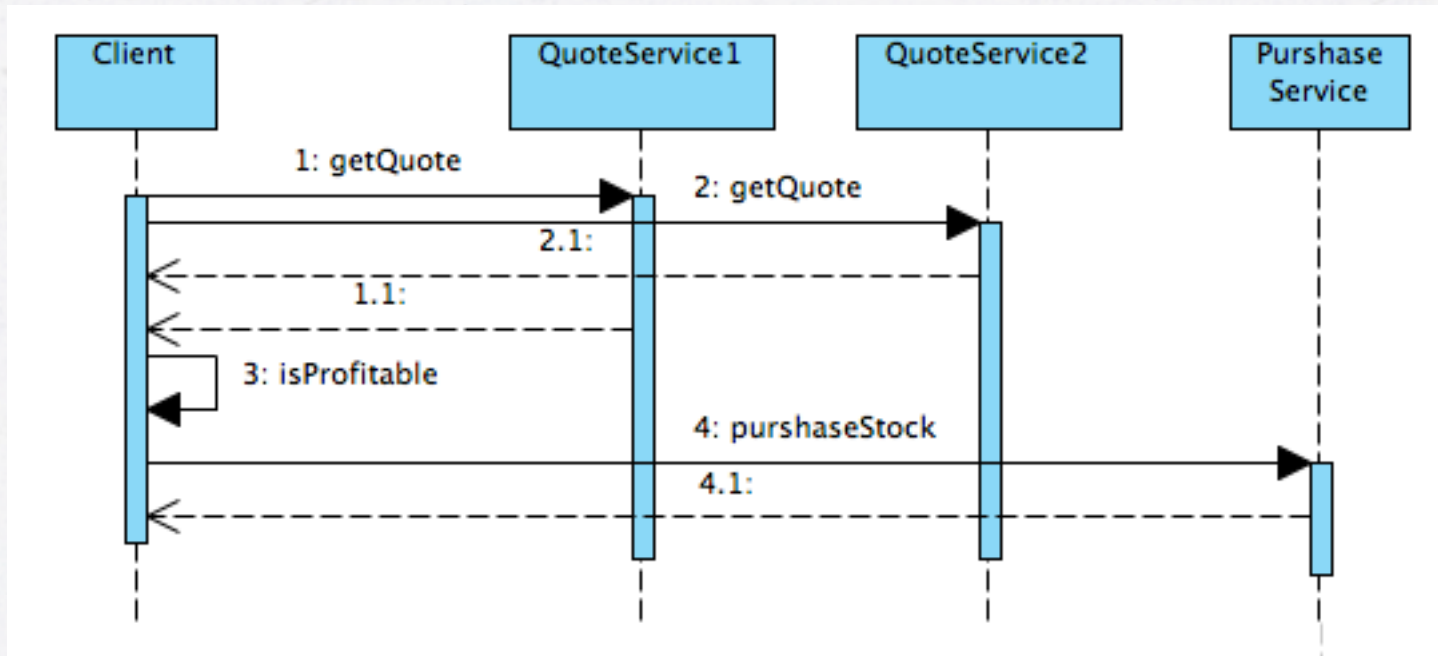 Client
QuoteService1
QuoteService2
Purshase
Service
1: getQuote
2: getQuote
2.1:
1.1:
3: isProfitable
4: purshaseStock
4.1: